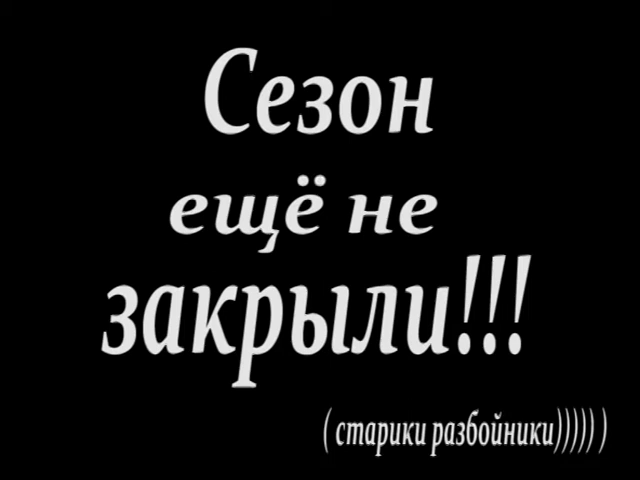 Сезон
ещё не
закрыли!!!
( старики разбойники))))))